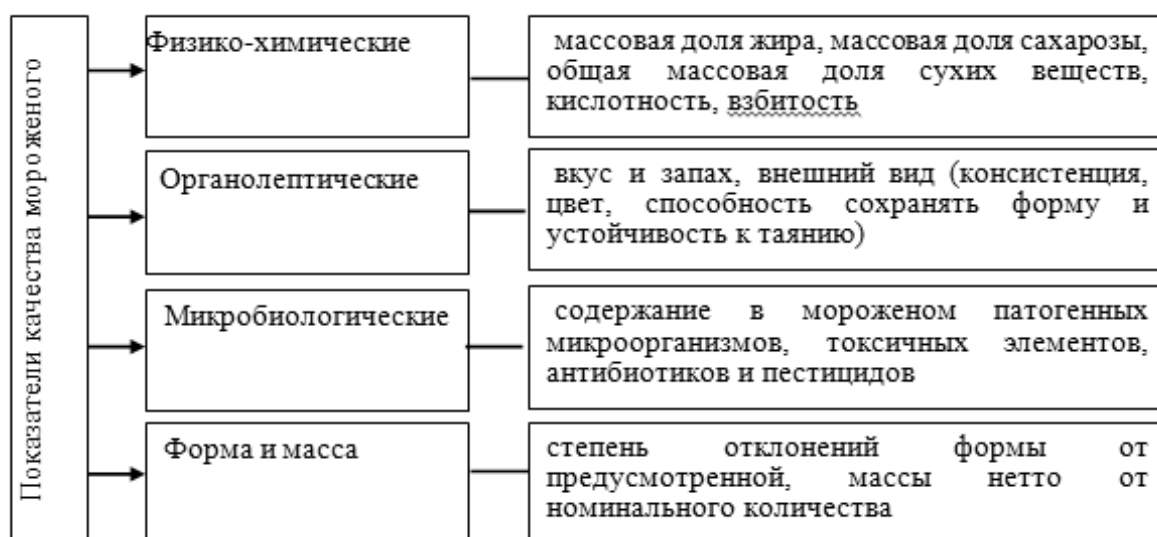 Показатели качества мороженого
Физико-химические
массовая доля жира, массовая доля сахарозы,
общая массовая доля сухих веществ,
кислотность, взбитость
Органолептические
вкус и запах, внешний вид (консистенция,
цвет, способность сохранять форму и
устойчивость к таянию)
Микробиологические
содержание в мороженом патогенных
микроорганизмов, токсичных элементов,
антибиотиков и пестицидов
Форма и масса
степень отклонений формы от
предусмотренной, массы нетто от
номинального количества